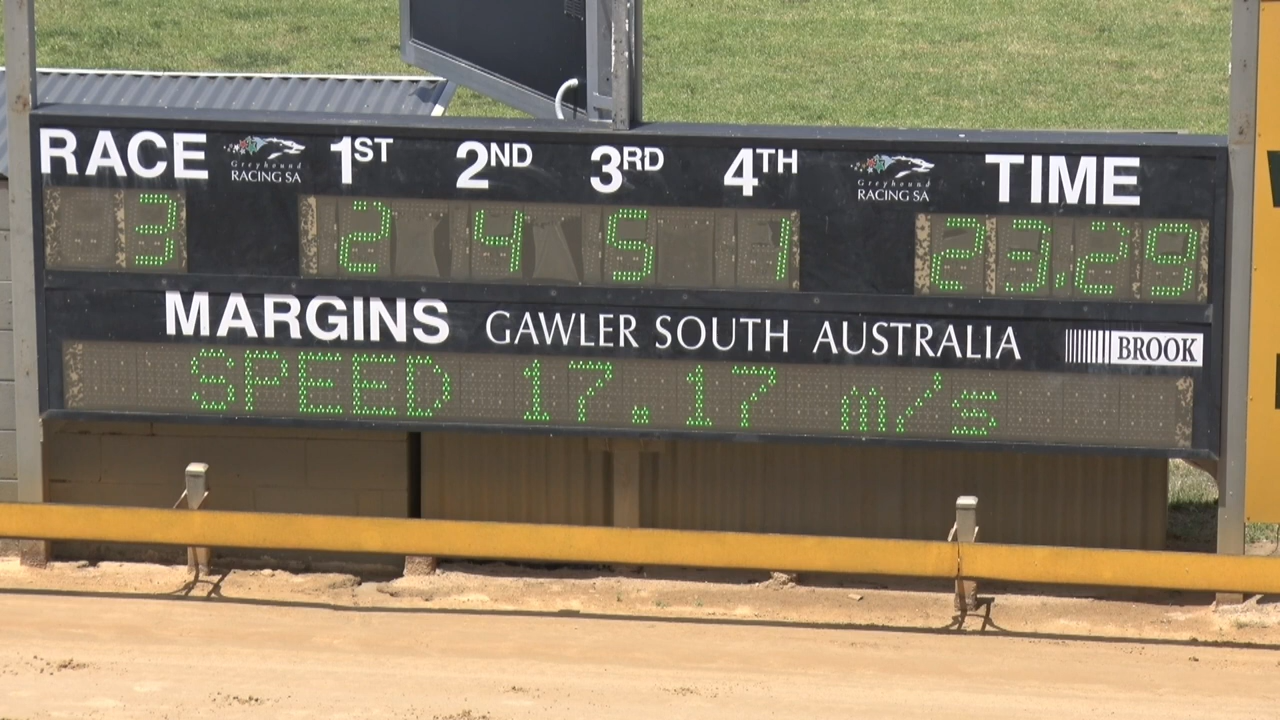 RACE Greyhound RACING SA 1ST 2ND 3RD 4TH Greyhound RACING SA TIME
3 2 4 5 1 23.29
MARGINS GAWLER SOUTH AUSTRALIA BROOK
SPEED 17.17 m/s